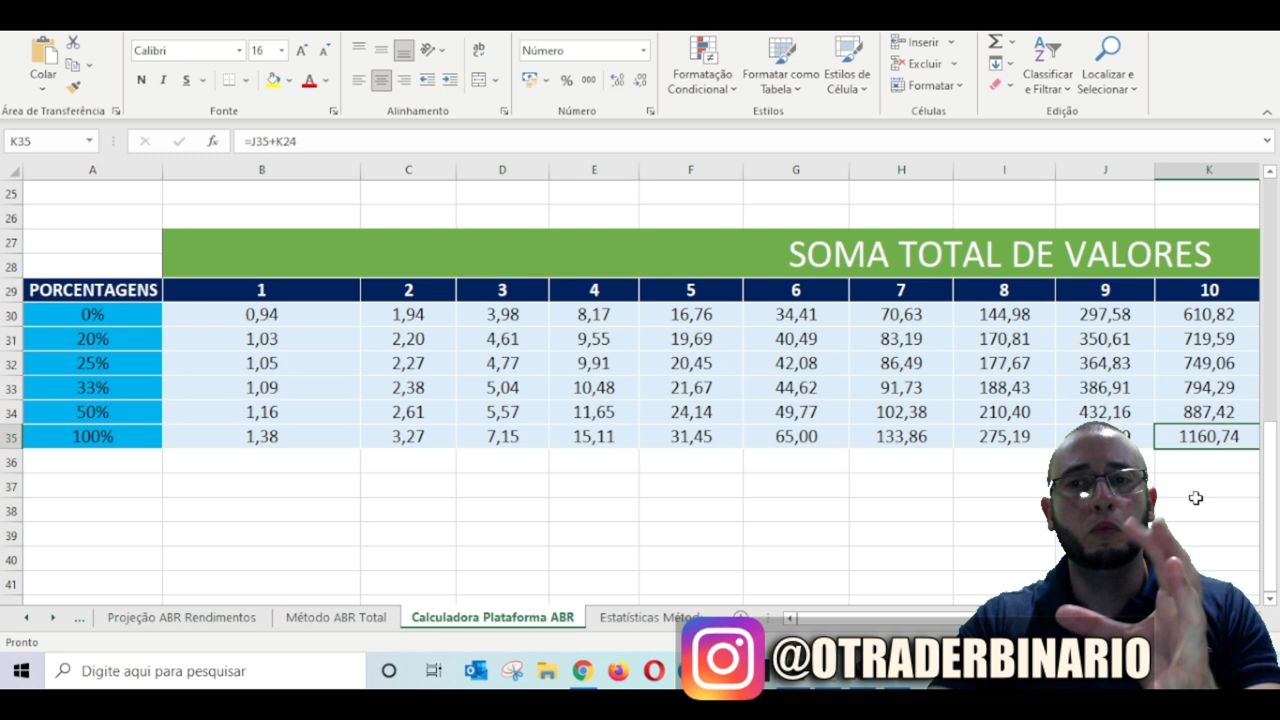 Calibri 16 Número
Colar
N I S A % 000
Formatação Condicional
Formatar como Tabela
Estilos de Célula
Inserir
Excluir
Formatar
Classificar e Filtrar
Localizar e Selecionar
Área de Transferência Fonte Alinhamento Número Estilos Células Edição
K35 fx =J35+K24
A B C D E F G H I J K
25
26
27
SOMA TOTAL DE VALORES
28
29 PORCENTAGENS 1 2 3 4 5 6 7 8 9 10
30 0% 0,94 1,94 3,98 8,17 16,76 34,41 70,63 144,98 297,58 610,82
31 20% 1,03 2,20 4,61 9,55 19,69 40,49 83,19 170,81 350,61 719,59
32 25% 1,05 2,27 4,77 9,91 20,45 42,08 86,49 177,67 364,83 749,06
33 33% 1,09 2,38 5,04 10,48 21,67 44,62 91,73 188,43 386,91 794,29
34 50% 1,16 2,61 5,57 11,65 24,14 49,77 102,38 210,40 432,16 887,42
35 100% 1,38 3,27 7,15 15,11 31,45 65,00 133,86 275,19 1160,74
36
37
38
39
40
41
... Projeção ABR Rendimentos Método ABR Total Calculadora Plataforma ABR Estatísticas
Pronto
Digite aqui para pesquisar
@OTRADERBINARIO